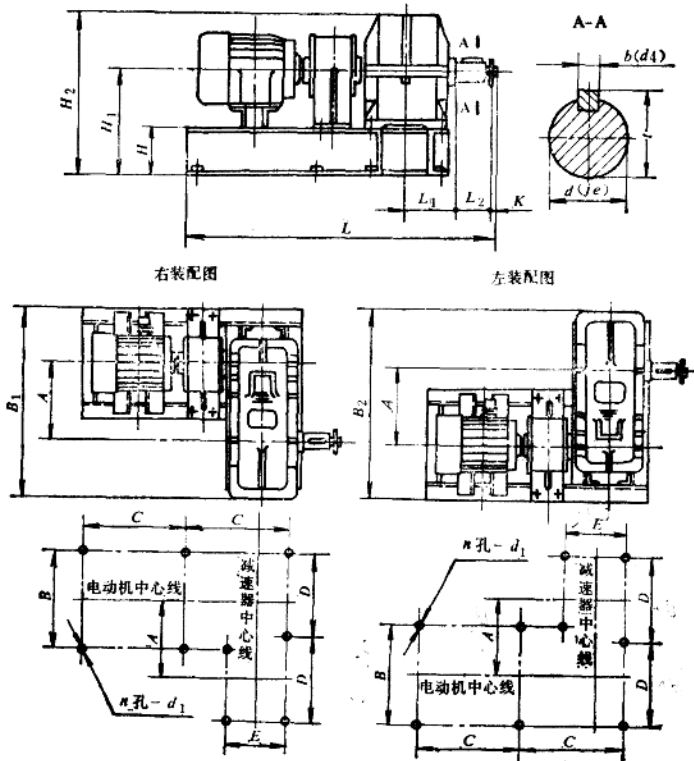 A-A
b(d4)
A
A
H₂
H₁
H
t
d(je)
L₁
L₂
K
L
右装配图
左装配图
B₁
A
B₂
A
C
C
E
B
电动机中心线
减速器中心线
A
D
D
n孔-d₁
E
n孔-d₁
减速器中心线
A
B
电动机中心线
D
D
C
C